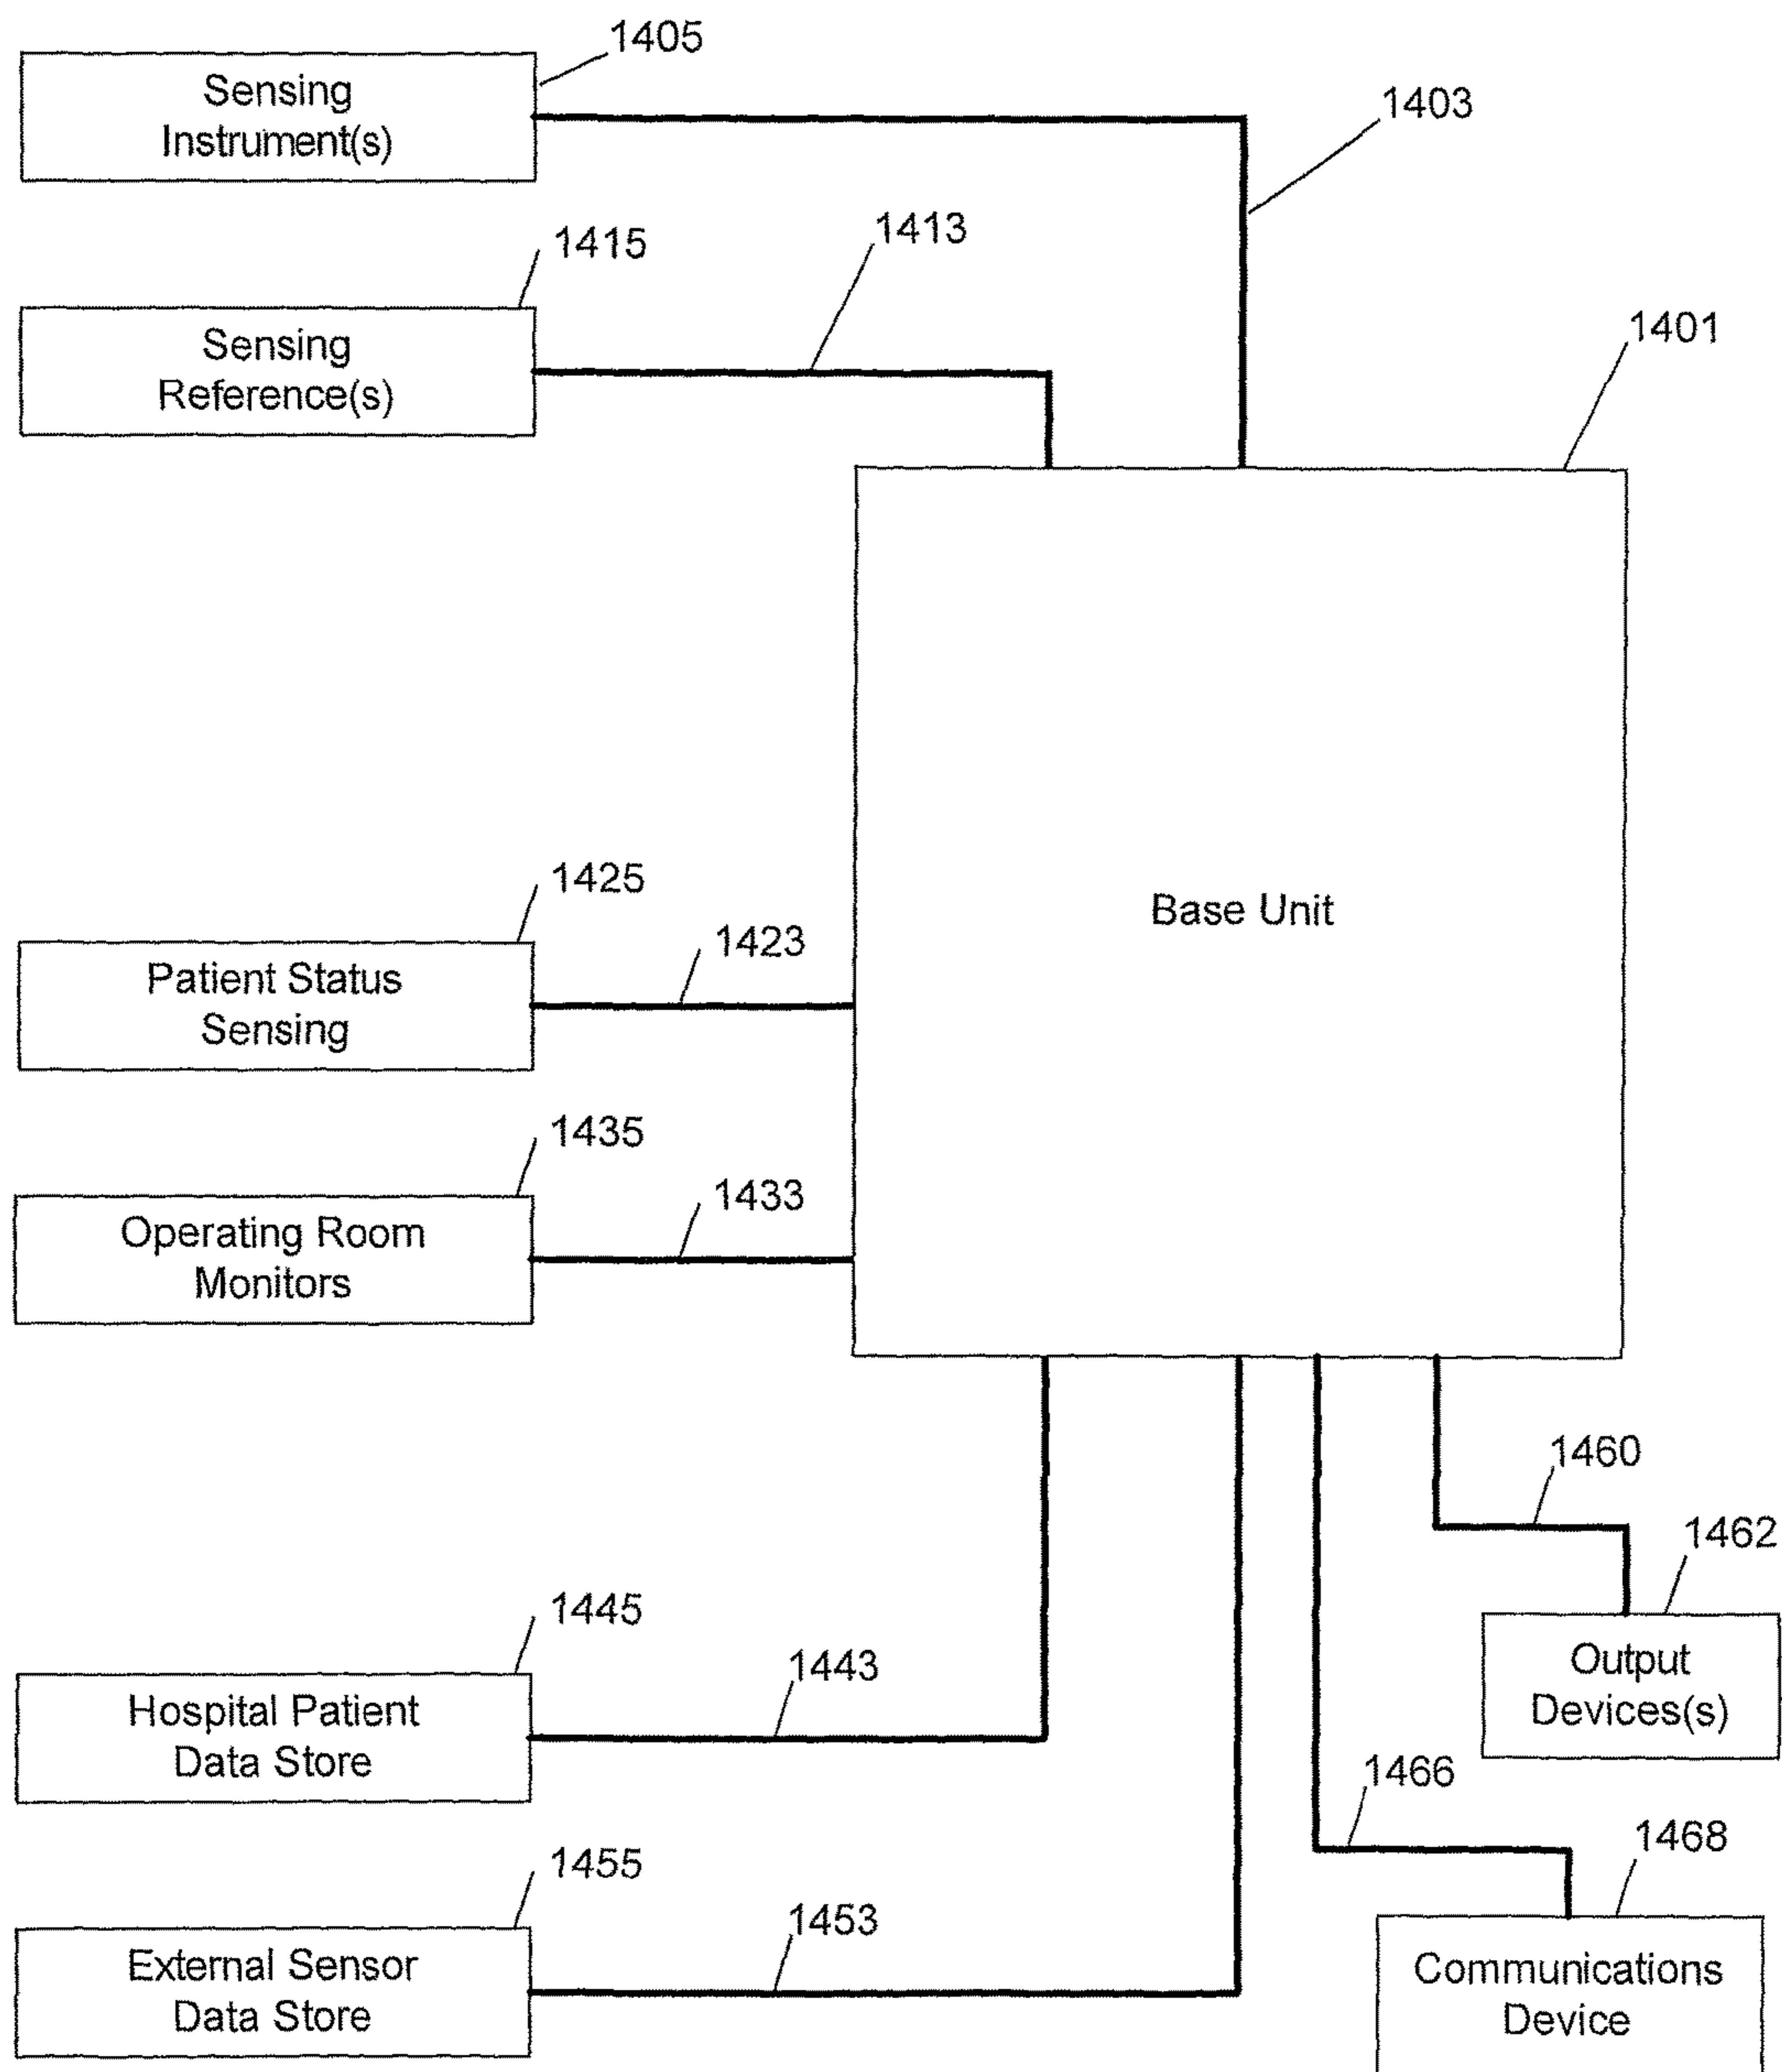 1405
Sensing
Instrument(s)
1403
1415
1413
Sensing
Reference(s)
1401
Base Unit
1425
1423
Patient Status
Sensing
1435
1433
Operating Room
Monitors
1460
1462
Output
Devices(s)
1445
1443
Hospital Patient
Data Store
1466
1468
Communications
Device
1455
1453
External Sensor
Data Store